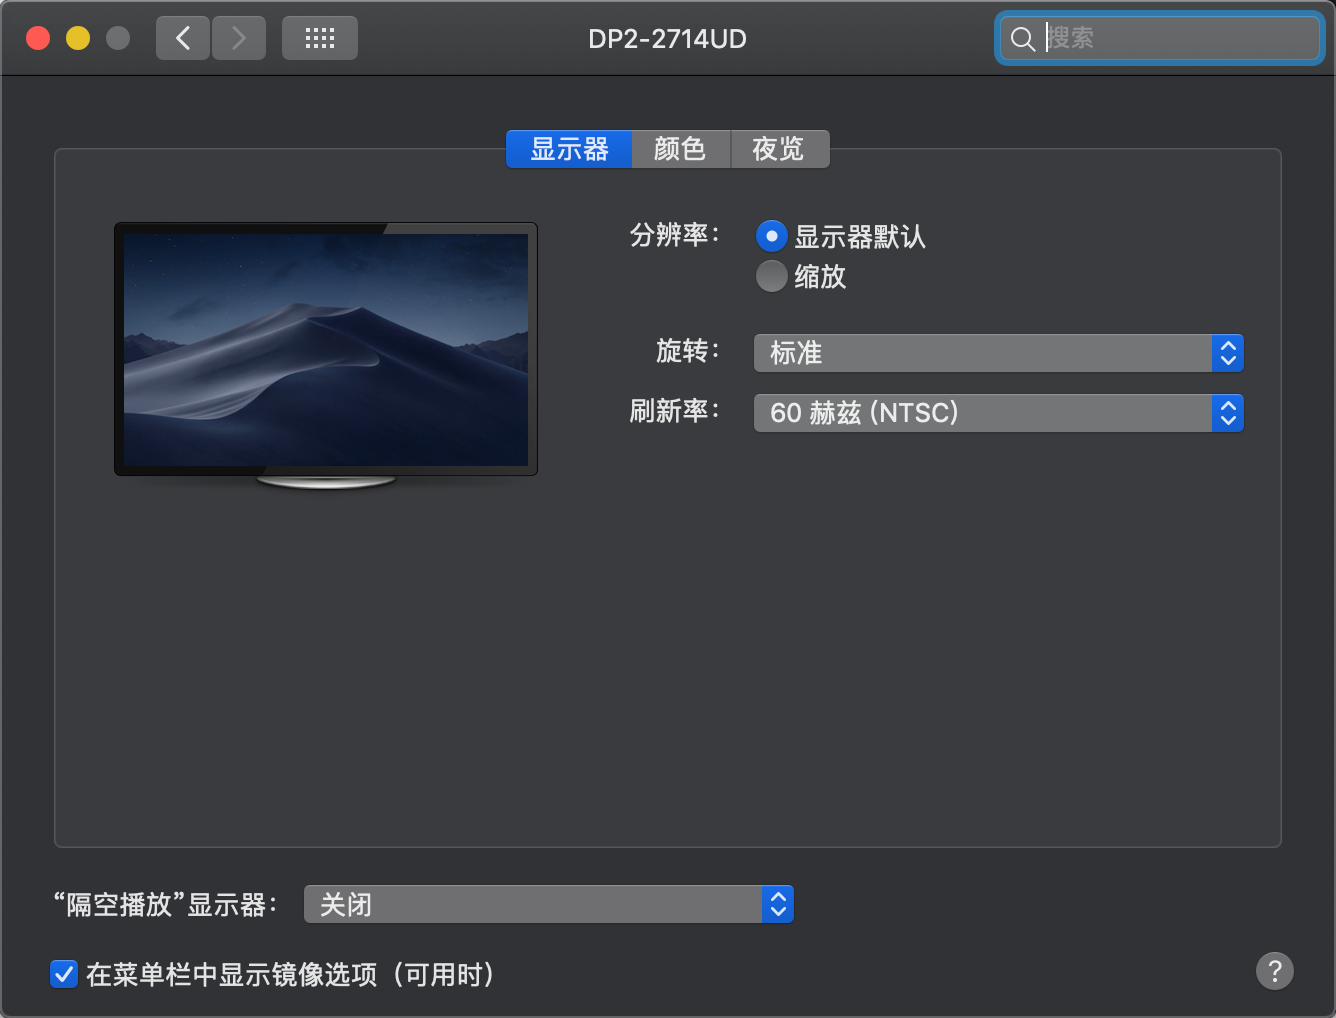 DP2-2714UD
搜索
显示器 颜色 夜览
分辨率： 显示器默认
缩放
旋转： 标准
刷新率： 60 赫兹 (NTSC)
“隔空播放”显示器： 关闭
在菜单栏中显示镜像选项（可用时）
?